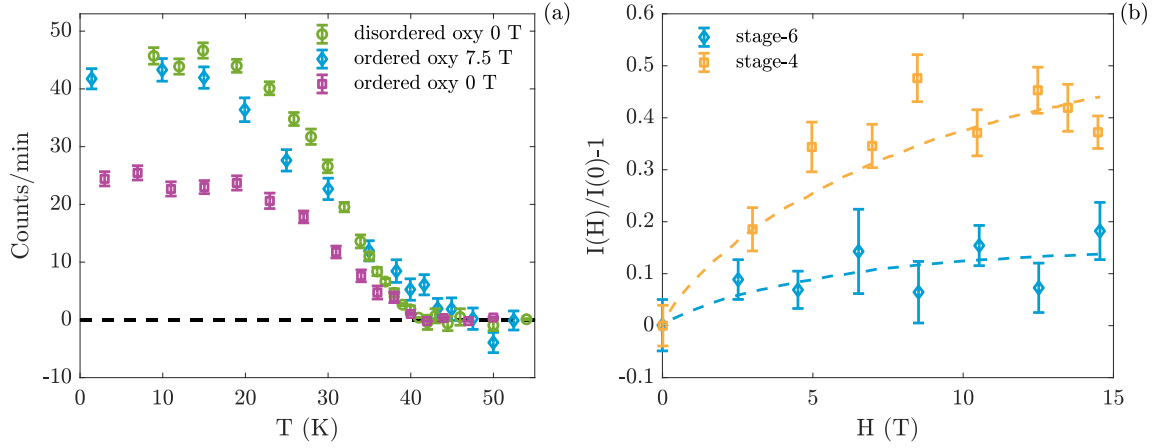 (a)
50
40
30
20
10
0
-10
0
10
20
30
40
50
T (K)
Counts/min
disordered oxy 0 T
ordered oxy 7.5 T
ordered oxy 0 T
(b)
0.6
0.5
0.4
0.3
0.2
0.1
0
-0.1
0
5
10
15
H (T)
I(H)/I(0)-1
stage-6
stage-4